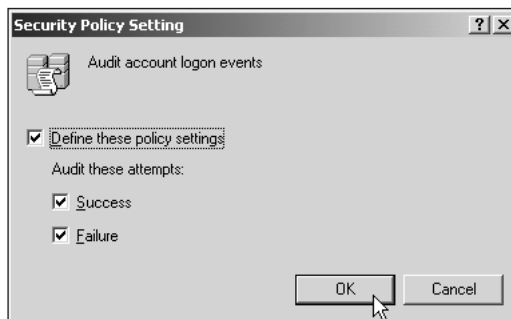 Security Policy Setting
Audit account logon events
Define these policy settings
Audit these attempts:
Success
Failure
OK Cancel